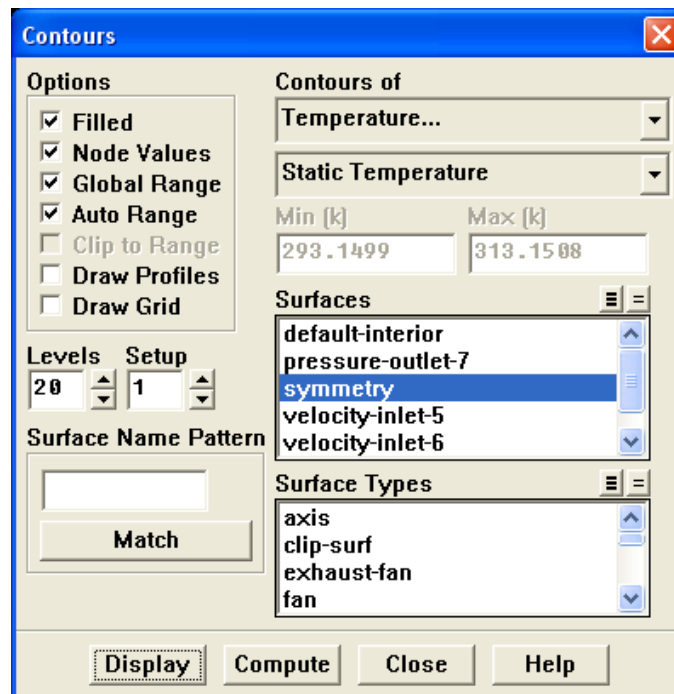 Contours
Options
Filled
Node Values
Global Range
Auto Range
Clip to Range
Draw Profiles
Draw Grid
Levels Setup
20 1
Surface Name Pattern
Match
Contours of
Temperature...
Static Temperature
Min (k) Max (k)
293.1499 313.1508
Surfaces
default-interior
pressure-outlet-7
symmetry
velocity-inlet-5
velocity-inlet-6
Surface Types
axis
clip-surf
exhaust-fan
fan
Display Compute Close Help